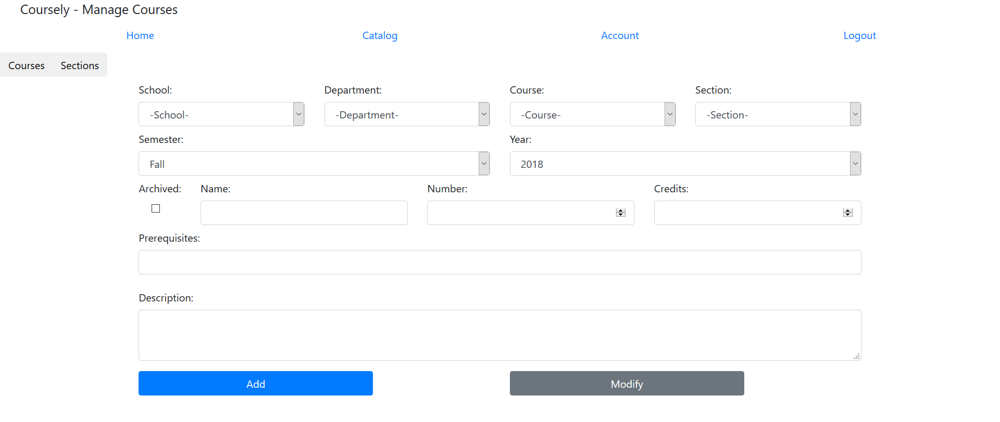 Coursely - Manage Courses
Home Catalog Account Logout
Courses Sections
School: Department: Course: Section:
-School- -Department- -Course- -Section-
Semester: Year:
Fall 2018
Archived: Name: Number: Credits:
Prerequisites:
Description:
Add Modify